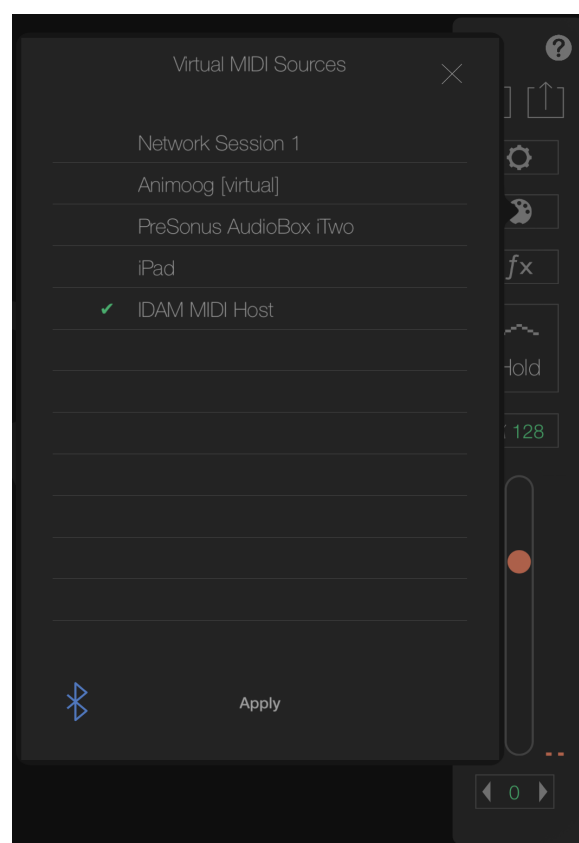 Virtual MIDI Sources
?
Network Session 1
Animoog [virtual]
PreSonus AudioBox iTwo
iPad
fx
✔ IDAM MIDI Host
Hold
128
Apply
0